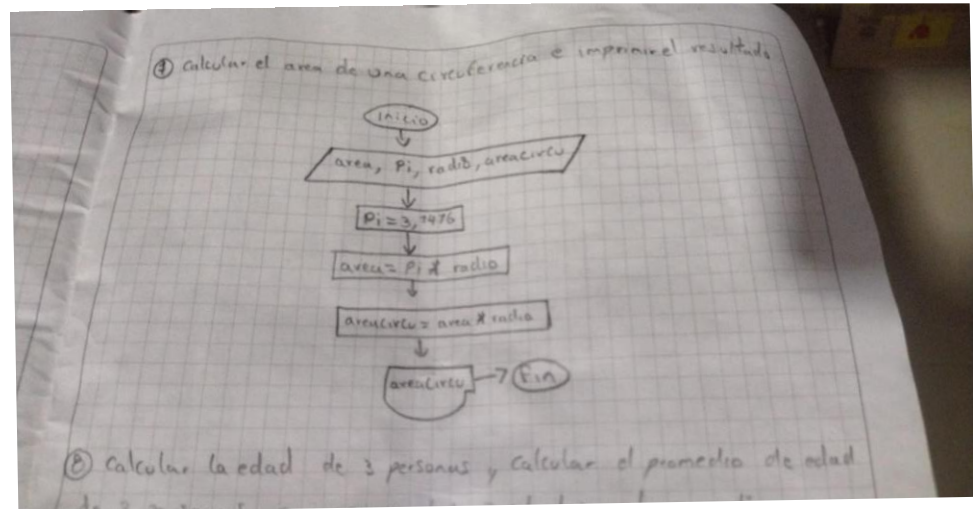 ⑦ Calcular el area de una circuferencia e imprimir el resultado
inicio
area, Pi, radio, areacircu
Pi = 3,1416
area = Pi * radio
areacircu = area * radio
areacircu
Fin
⑧ Calcular la edad de 3 personas y calcular el promedio de edad